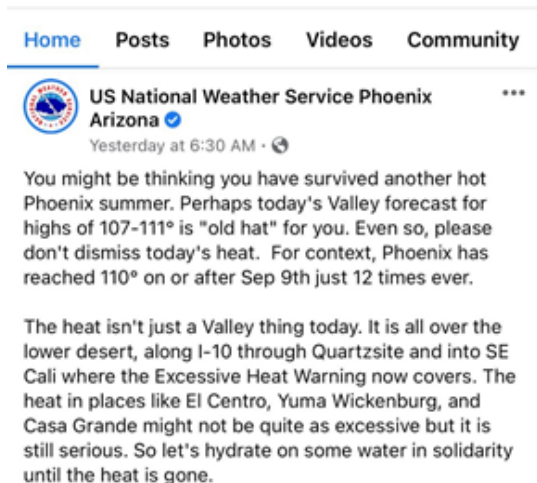 Home Posts Photos Videos Community
US National Weather Service Phoenix
Arizona
Yesterday at 6:30 AM ·
You might be thinking you have survived another hot
Phoenix summer. Perhaps today's Valley forecast for
highs of 107-111° is "old hat" for you. Even so, please
don't dismiss today's heat.  For context, Phoenix has
reached 110° on or after Sep 9th just 12 times ever.
The heat isn't just a Valley thing today. It is all over the
lower desert, along I-10 through Quartzsite and into SE
Cali where the Excessive Heat Warning now covers. The
heat in places like El Centro, Yuma Wickenburg, and
Casa Grande might not be quite as excessive but it is
still serious. So let's hydrate on some water in solidarity
until the heat is gone.